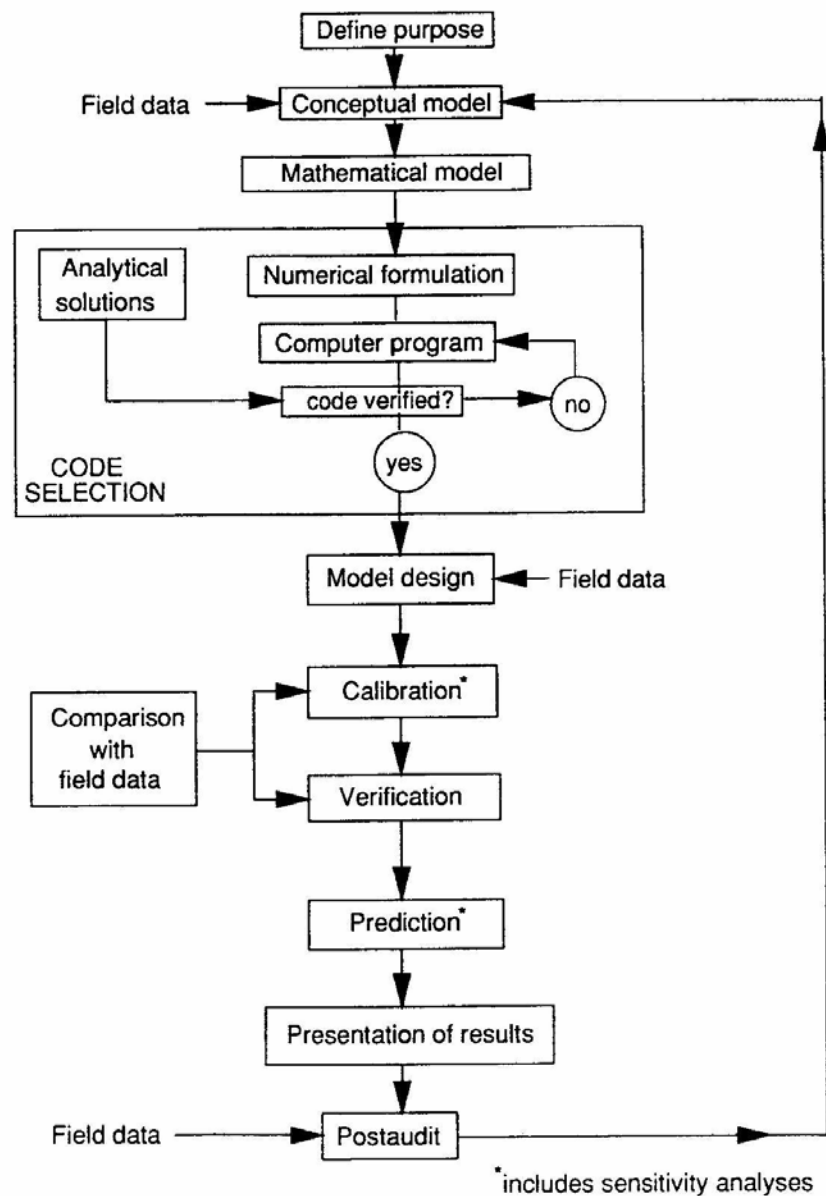 Define purpose
Field data
Conceptual model
Mathematical model
Analytical
solutions
Numerical formulation
Computer program
code verified?
no
yes
CODE
SELECTION
Model design
Field data
Calibration*
Comparison
with
field data
Verification
Prediction*
Presentation of results
Field data
Postaudit
*includes sensitivity analyses